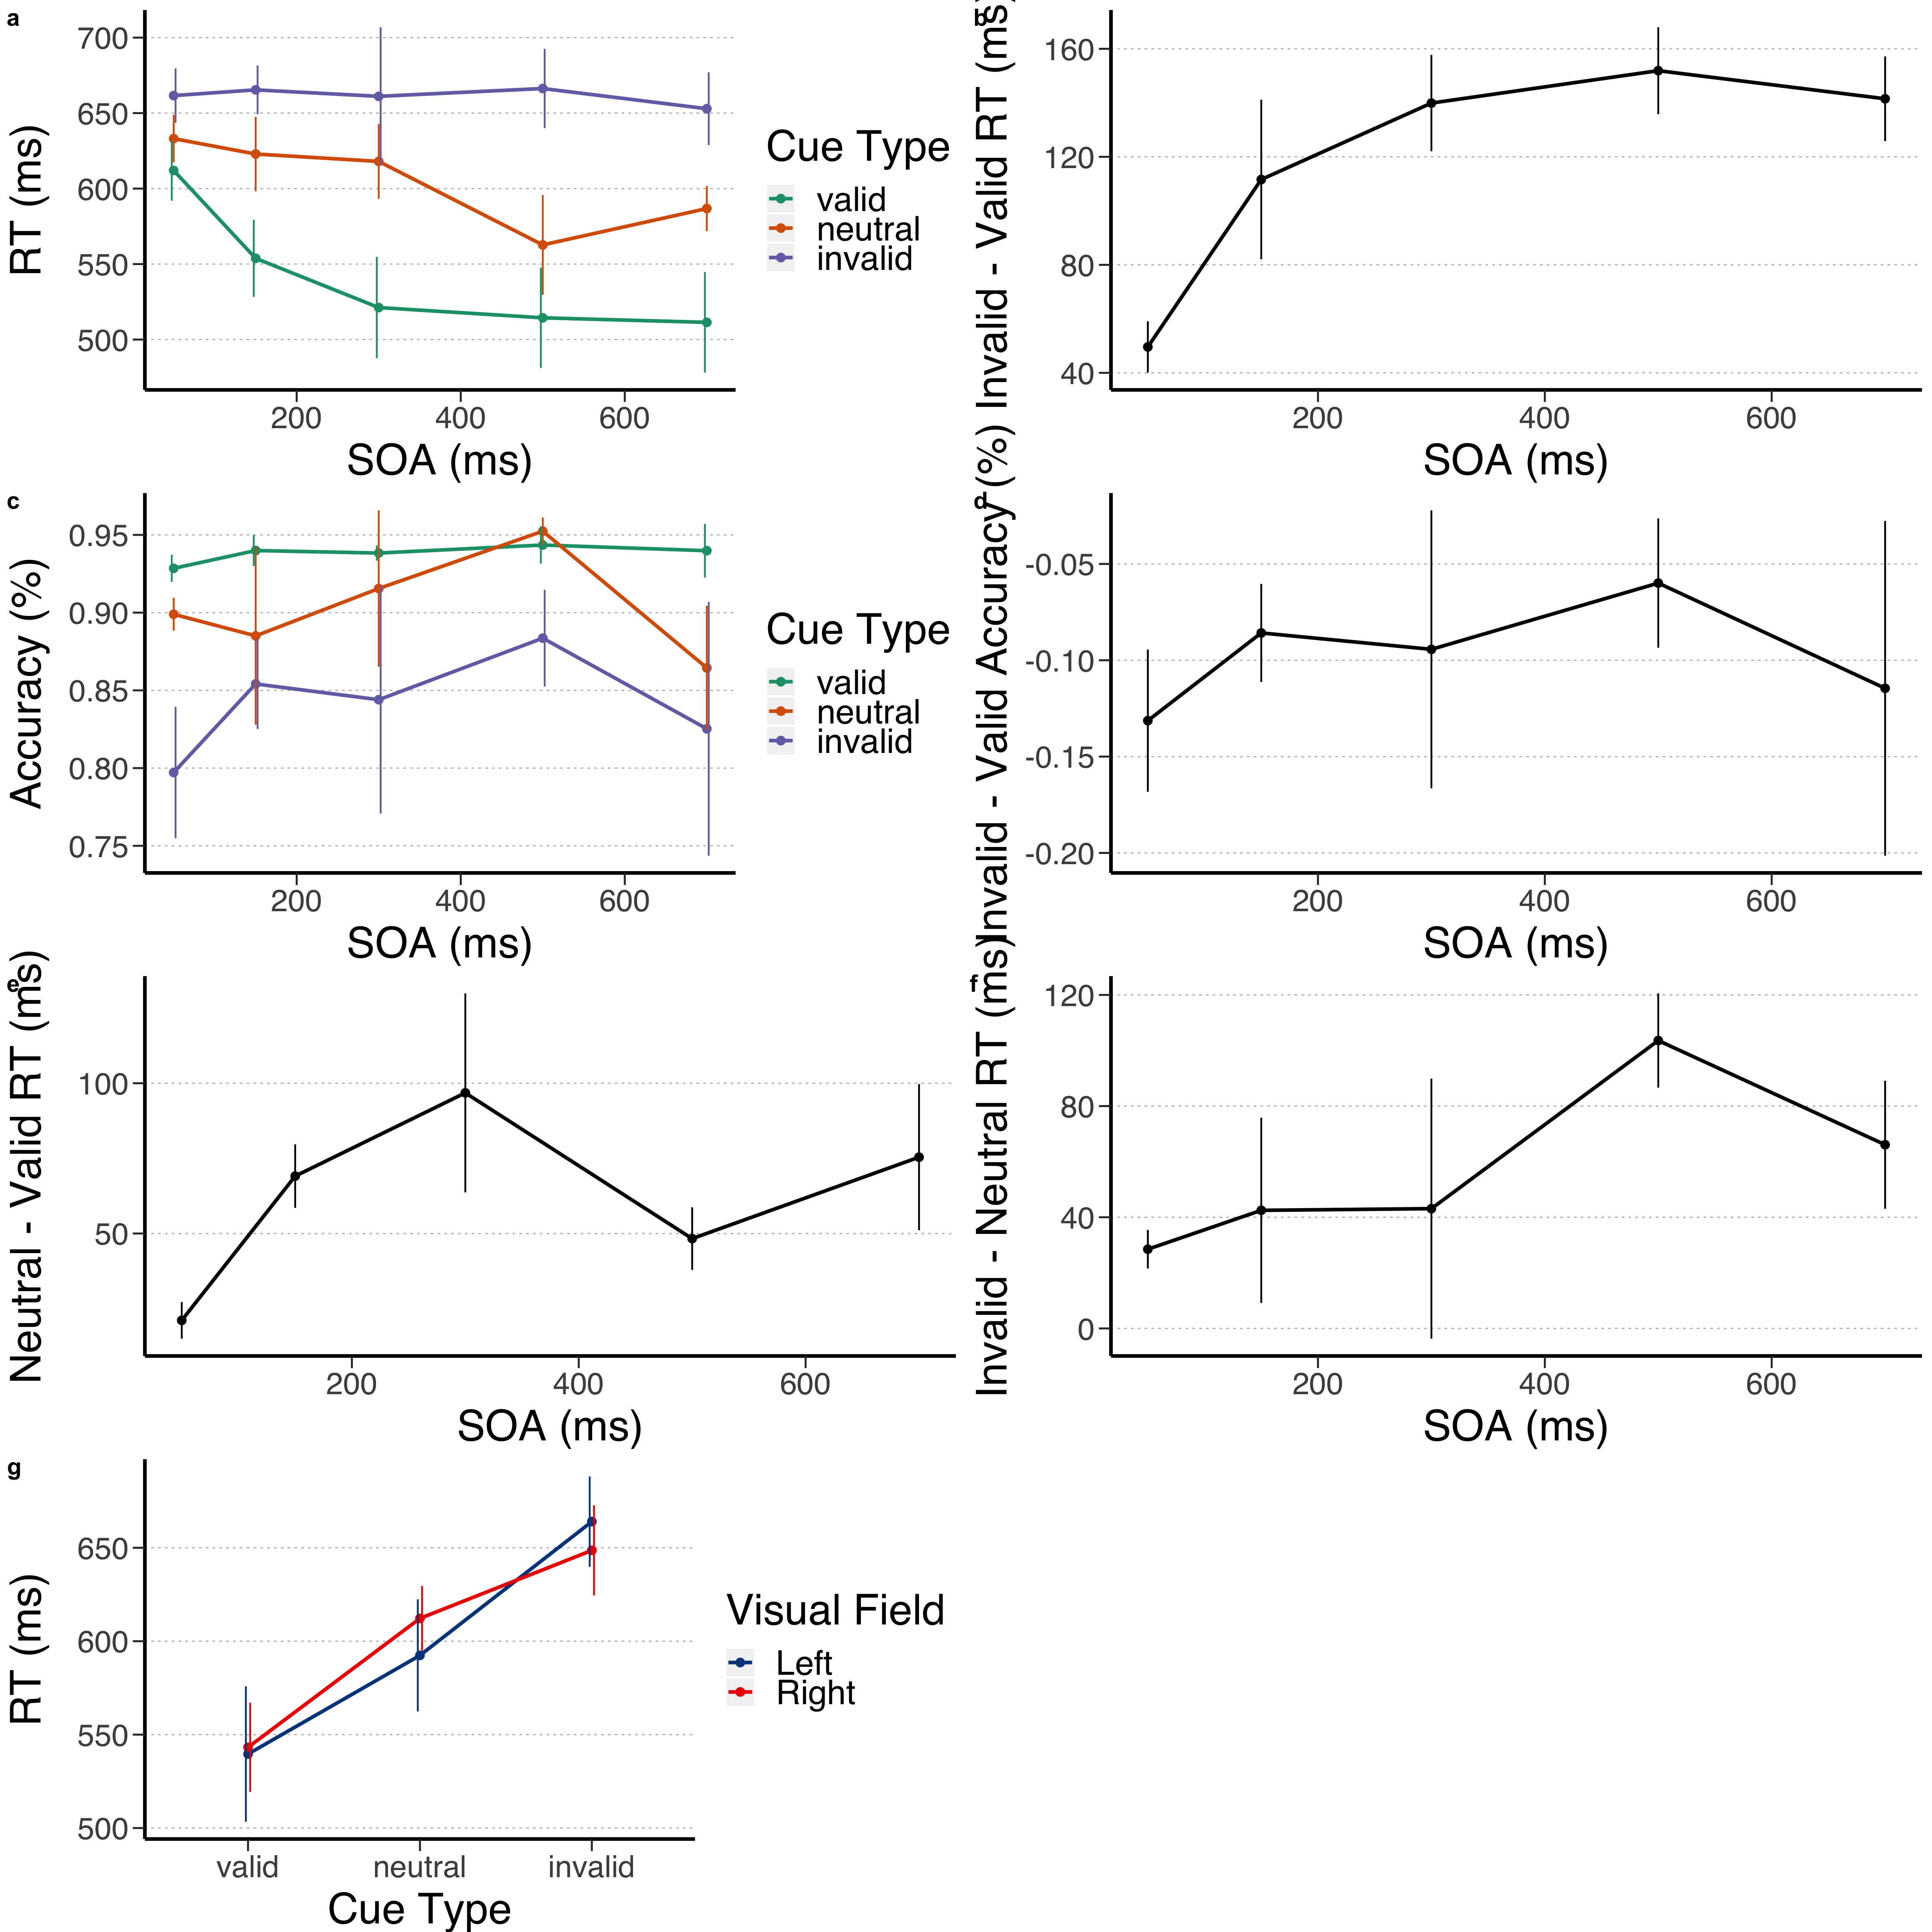 a
700
650
600
550
500
RT (ms)
200
400
600
SOA (ms)
Cue Type
valid
neutral
invalid
b
160
120
80
40
Invalid - Valid RT (ms)
200
400
600
SOA (ms)
c
0.95
0.90
0.85
0.80
0.75
Accuracy (%)
200
400
600
SOA (ms)
Cue Type
valid
neutral
invalid
d
-0.05
-0.10
-0.15
-0.20
Invalid - Valid Accuracy (%)
200
400
600
SOA (ms)
e
100
50
Neutral - Valid RT (ms)
200
400
600
SOA (ms)
f
120
80
40
0
Invalid - Neutral RT (ms)
200
400
600
SOA (ms)
g
650
600
550
500
RT (ms)
valid
neutral
invalid
Cue Type
Visual Field
Left
Right